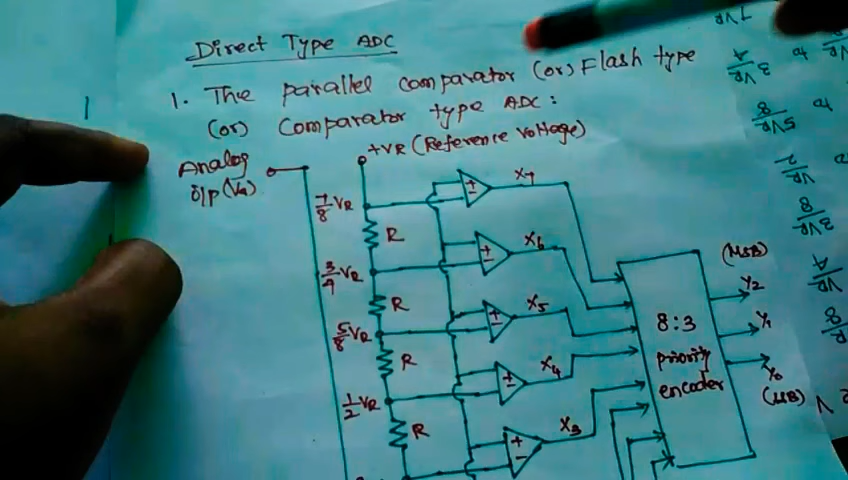 Direct Type ADC
1. The parallel comparator (or) Flash type
(or) Comparator type ADC:
Analog
i/p (Va)
+VR (Reference Voltage)
7/8 VR
R
3/4 VR
R
5/8 VR
R
1/2 VR
R
X7
X6
X5
X4
X3
8:3
priority
encoder
(MSB)
Y2
Y1
Y0